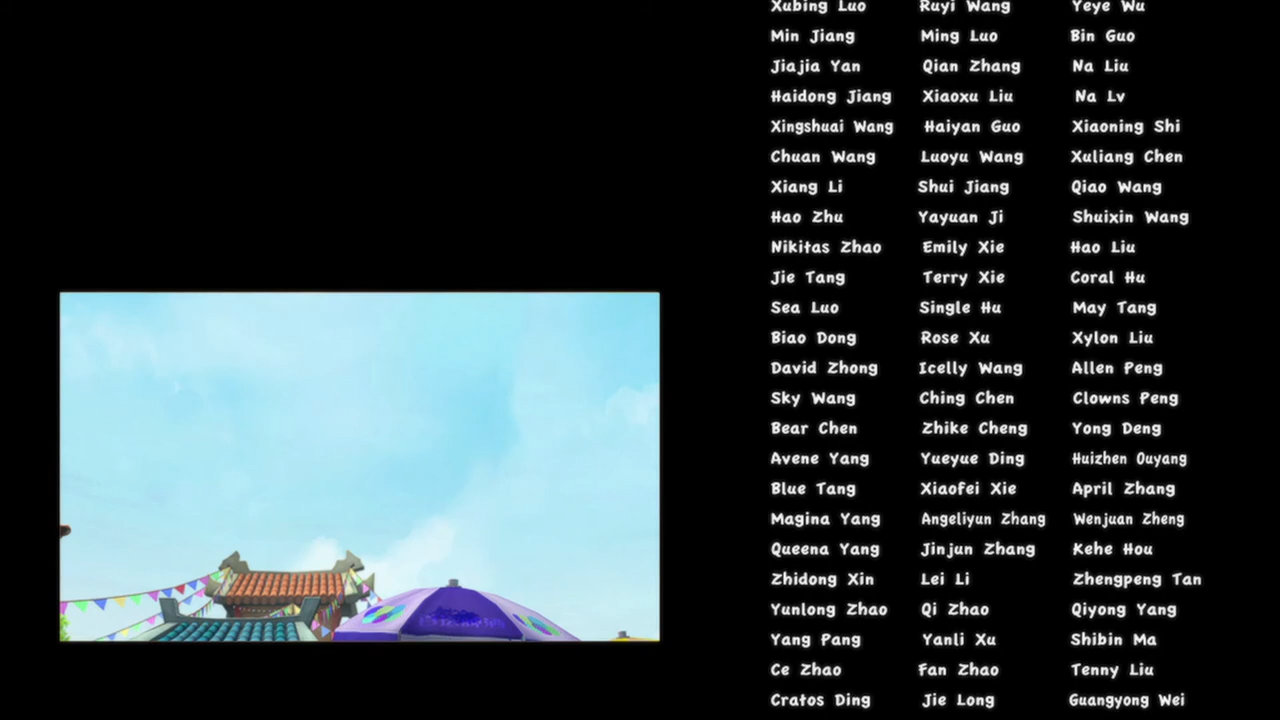 Xubing Luo Ruyi Wang Yeye Wu
Min Jiang Ming Luo Bin Guo
Jiajia Yan Qian Zhang Na Liu
Haidong Jiang Xiaoxu Liu Na Lv
Xingshuai Wang Haiyan Guo Xiaoning Shi
Chuan Wang Luoyu Wang Xuliang Chen
Xiang Li Shui Jiang Qiao Wang
Hao Zhu Yayuan Ji Shuixin Wang
Nikitas Zhao Emily Xie Hao Liu
Jie Tang Terry Xie Coral Hu
Sea Luo Single Hu May Tang
Biao Dong Rose Xu Xylon Liu
David Zhong Icelly Wang Allen Peng
Sky Wang Ching Chen Clowns Peng
Bear Chen Zhike Cheng Yong Deng
Avene Yang Yueyue Ding Huizhen Ouyang
Blue Tang Xiaofei Xie April Zhang
Magina Yang Angeliyun Zhang Wenjuan Zheng
Queena Yang Jinjun Zhang Kehe Hou
Zhidong Xin Lei Li Zhengpeng Tan
Yunlong Zhao Qi Zhao Qiyong Yang
Yang Pang Yanli Xu Shibin Ma
Ce Zhao Fan Zhao Tenny Liu
Cratos Ding Jie Long Guangyong Wei